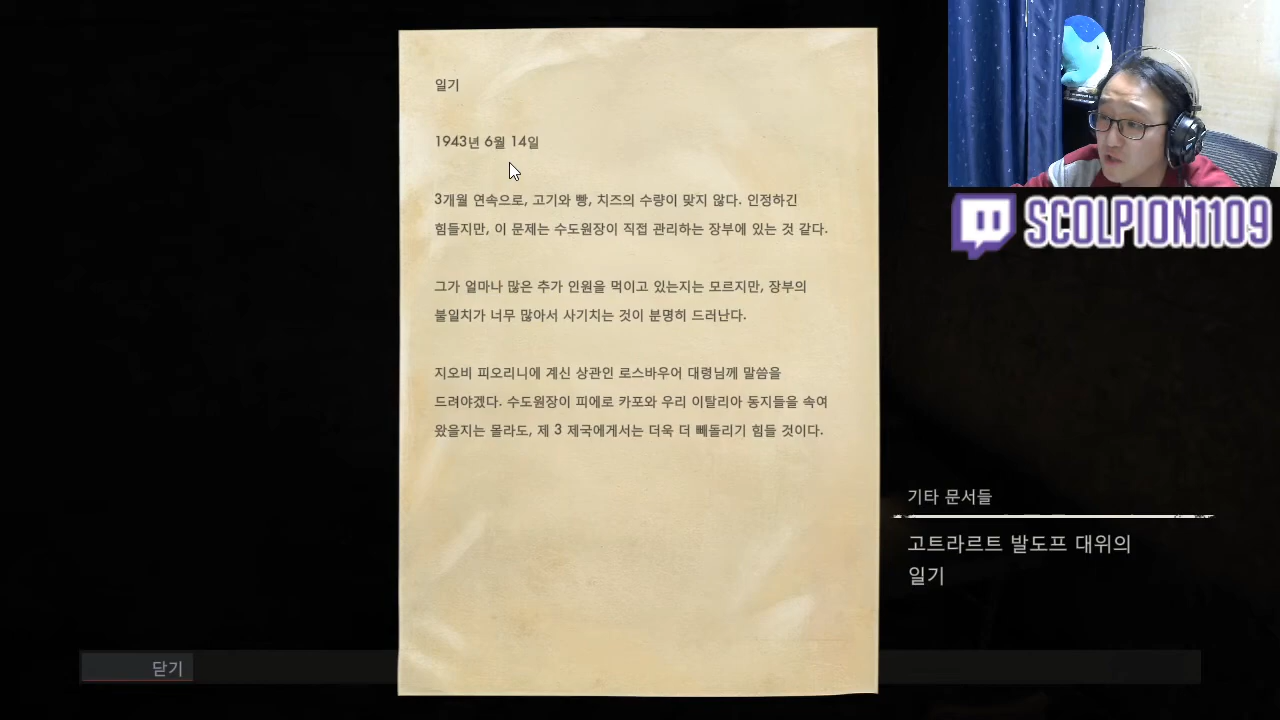 일기
1943년 6월 14일
3개월 연속으로, 고기와 빵, 치즈의 수량이 맞지 않다. 인정하긴
힘들지만, 이 문제는 수도원장이 직접 관리하는 장부에 있는 것 같다.
그가 얼마나 많은 추가 인원을 먹이고 있는지는 모르지만, 장부의
불일치가 너무 많아서 사기치는 것이 분명히 드러난다.
지오비 피오리니에 계신 상관인 로스바우어 대령님께 말씀을
드려야겠다. 수도원장이 피에로 카포와 우리 이탈리아 동지들을 속여
왔을지는 몰라도, 제 3 제국에게서는 더욱 더 빼돌리기 힘들 것이다.
SCOLPION1109
기타 문서들
고트라르트 발도프 대위의
일기
닫기